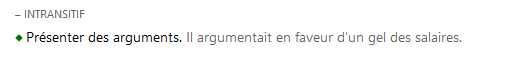 – INTRANSITIF
◆ Présenter des arguments. Il argumentait en faveur d'un gel des salaires.